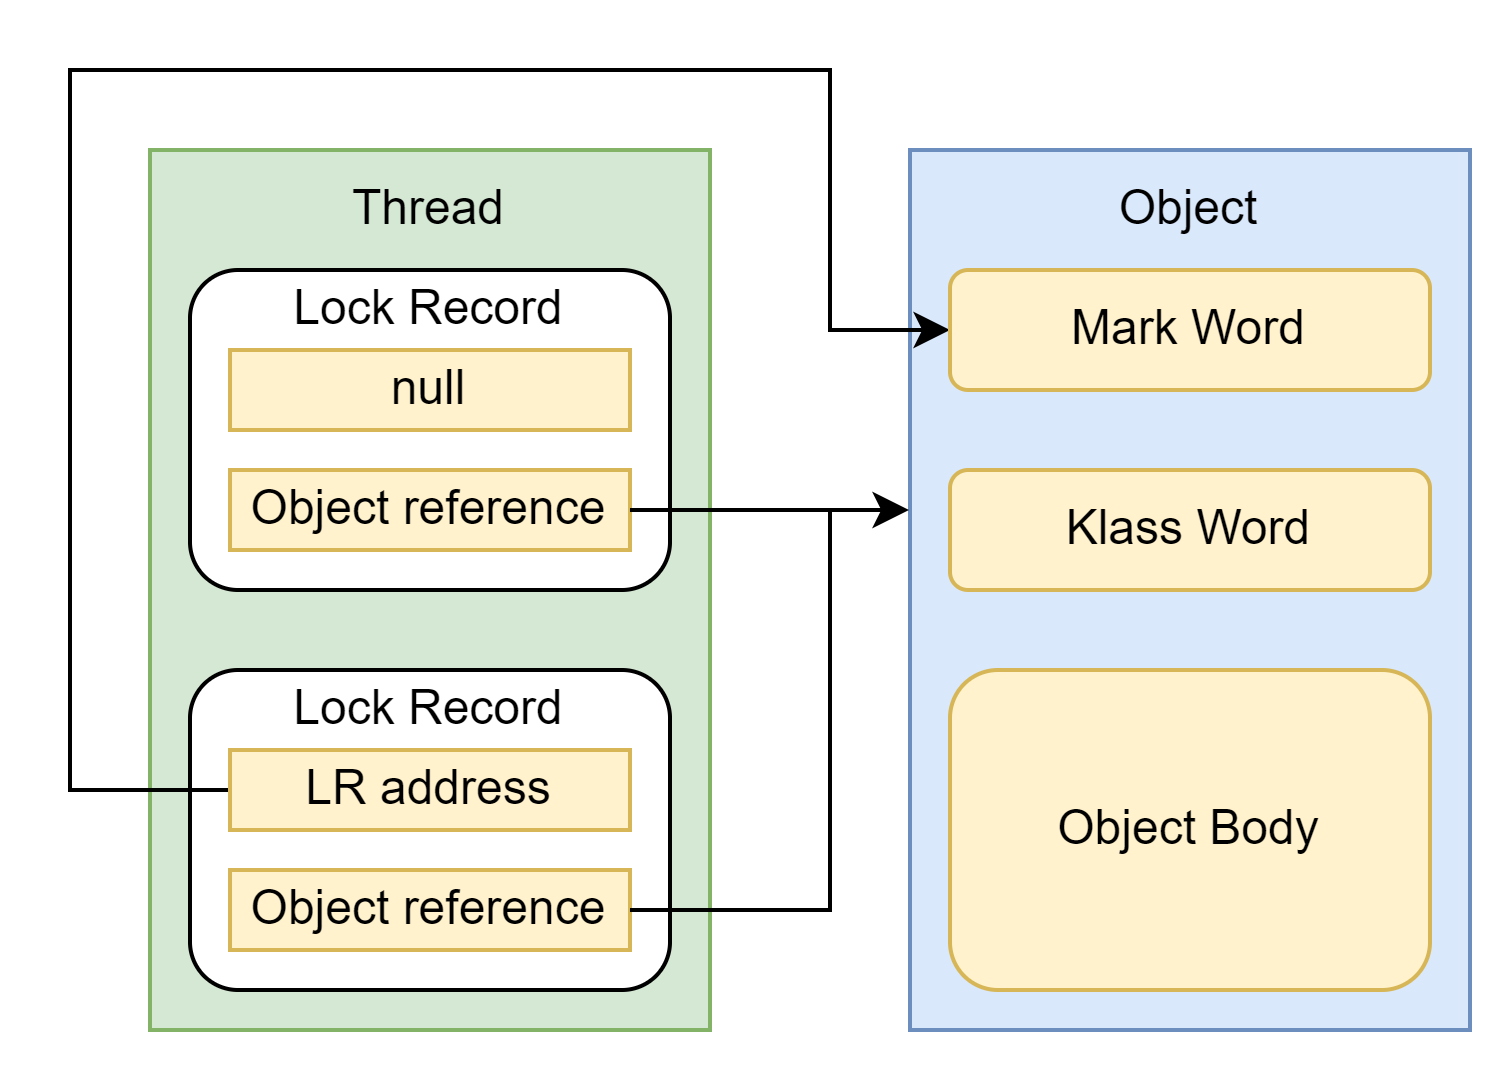 Thread
Lock Record
null
Object reference
Lock Record
LR address
Object reference
Object
Mark Word
Klass Word
Object Body